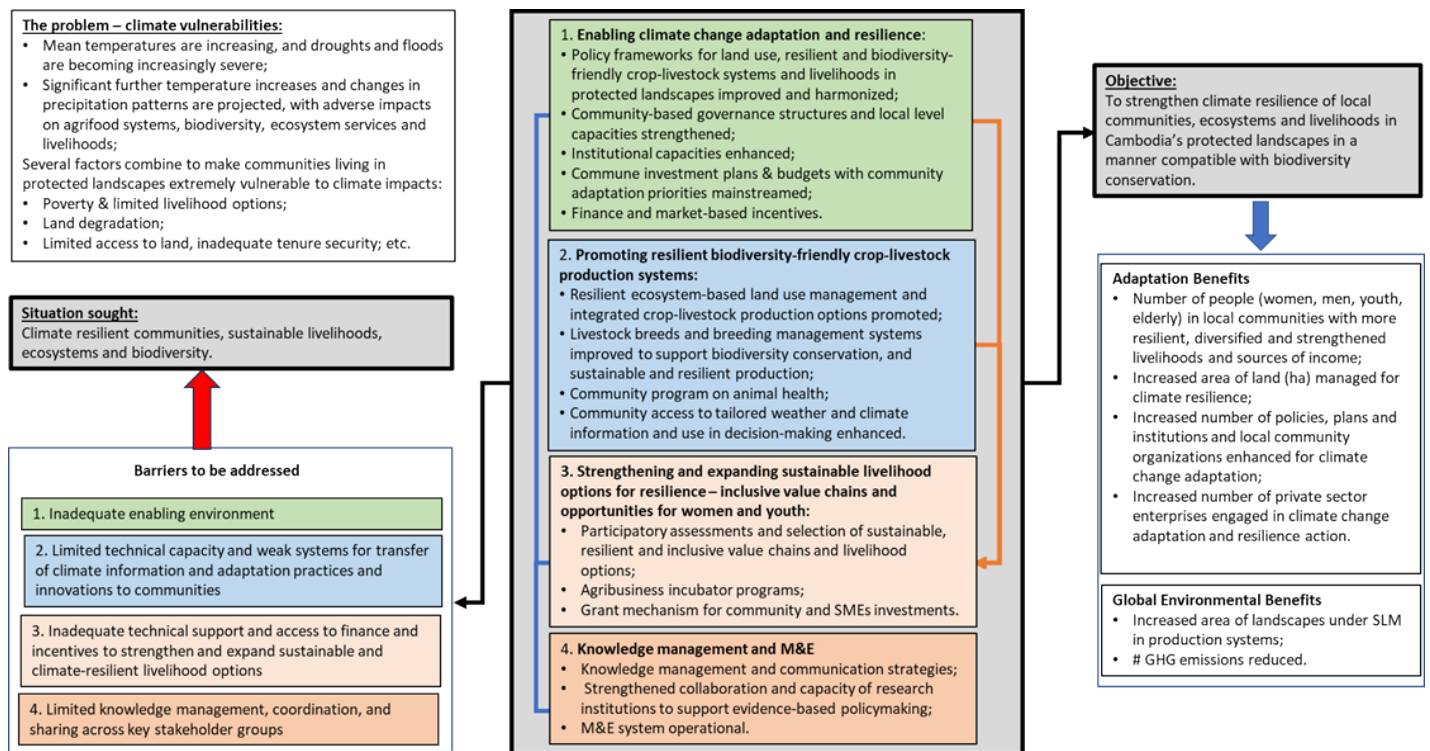 The problem – climate vulnerabilities:
• Mean temperatures are increasing, and droughts and floods
are becoming increasingly severe;
• Significant further temperature increases and changes in
precipitation patterns are projected, with adverse impacts
on agrifood systems, biodiversity, ecosystem services and
livelihoods;
Several factors combine to make communities living in
protected landscapes extremely vulnerable to climate impacts:
• Poverty & limited livelihood options;
• Land degradation;
• Limited access to land, inadequate tenure security; etc.
Situation sought:
Climate resilient communities, sustainable livelihoods,
ecosystems and biodiversity.
Barriers to be addressed
1. Inadequate enabling environment
2. Limited technical capacity and weak systems for transfer
of climate information and adaptation practices and
innovations to communities
3. Inadequate technical support and access to finance and
incentives to strengthen and expand sustainable and
climate-resilient livelihood options
4. Limited knowledge management, coordination, and
sharing across key stakeholder groups
1. Enabling climate change adaptation and resilience:
• Policy frameworks for land use, resilient and biodiversity-
friendly crop-livestock systems and livelihoods in
protected landscapes improved and harmonized;
• Community-based governance structures and local level
capacities strengthened;
• Institutional capacities enhanced;
• Commune investment plans & budgets with community
adaptation priorities mainstreamed;
• Finance and market-based incentives.
2. Promoting resilient biodiversity-friendly crop-livestock
production systems:
• Resilient ecosystem-based land use management and
integrated crop-livestock production options promoted;
• Livestock breeds and breeding management systems
improved to support biodiversity conservation, and
sustainable and resilient production;
• Community program on animal health;
• Community access to tailored weather and climate
information and use in decision-making enhanced.
3. Strengthening and expanding sustainable livelihood
options for resilience – inclusive value chains and
opportunities for women and youth:
• Participatory assessments and selection of sustainable,
resilient and inclusive value chains and livelihood
options;
• Agribusiness incubator programs;
• Grant mechanism for community and SMEs investments.
4. Knowledge management and M&E
• Knowledge management and communication strategies;
• Strengthened collaboration and capacity of research
institutions to support evidence-based policymaking;
• M&E system operational.
Objective:
To strengthen climate resilience of local
communities, ecosystems and livelihoods in
Cambodia's protected landscapes in a
manner compatible with biodiversity
conservation.
Adaptation Benefits
• Number of people (women, men, youth,
elderly) in local communities with more
resilient, diversified and strengthened
livelihoods and sources of income;
• Increased area of land (ha) managed for
climate resilience;
• Increased number of policies, plans and
institutions and local community
organizations enhanced for climate
change adaptation;
• Increased number of private sector
enterprises engaged in climate change
adaptation and resilience action.
Global Environmental Benefits
• Increased area of landscapes under SLM
in production systems;
• # GHG emissions reduced.